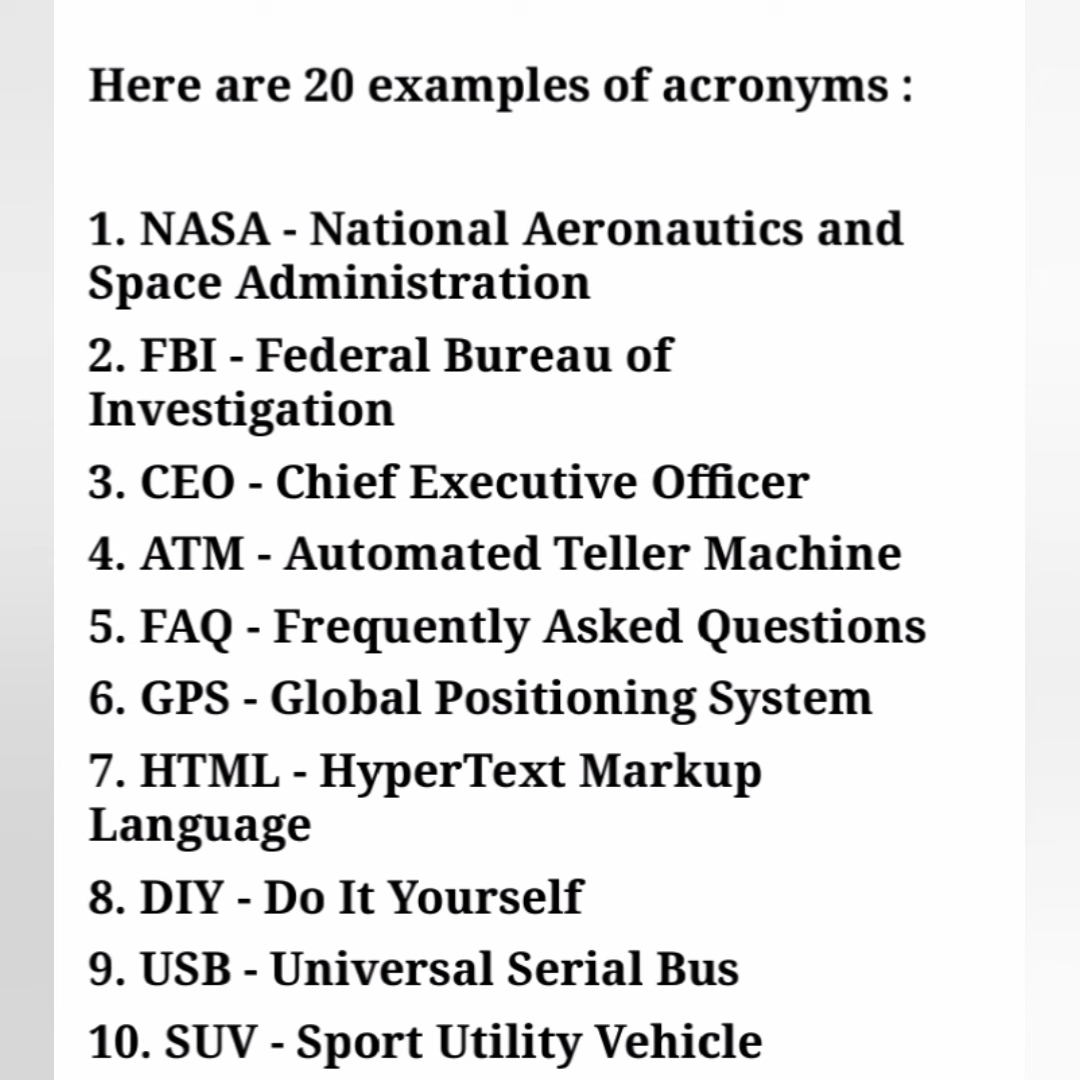 Here are 20 examples of acronyms :
1. NASA - National Aeronautics and
Space Administration
2. FBI - Federal Bureau of
Investigation
3. CEO - Chief Executive Officer
4. ATM - Automated Teller Machine
5. FAQ - Frequently Asked Questions
6. GPS - Global Positioning System
7. HTML - HyperText Markup
Language
8. DIY - Do It Yourself
9. USB - Universal Serial Bus
10. SUV - Sport Utility Vehicle